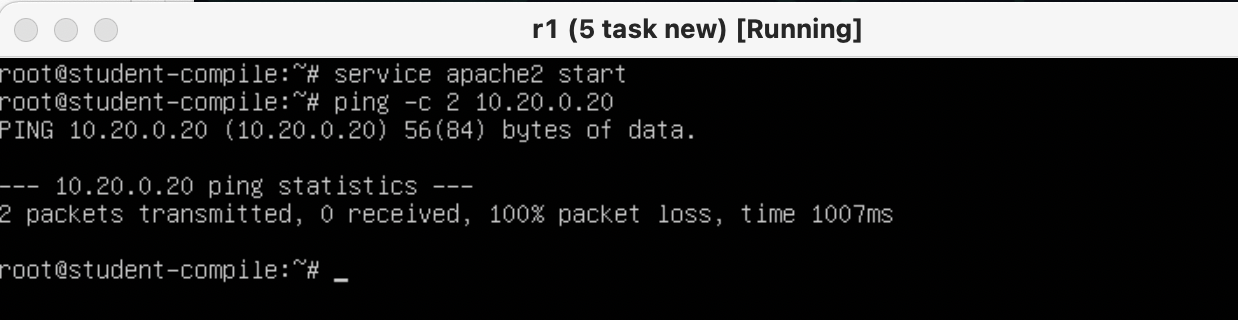 r1 (5 task new) [Running]
root@student-compile:~# service apache2 start
root@student-compile:~# ping -c 2 10.20.0.20
PING 10.20.0.20 (10.20.0.20) 56(84) bytes of data.
--- 10.20.0.20 ping statistics ---
2 packets transmitted, 0 received, 100% packet loss, time 1007ms
root@student-compile:~# _